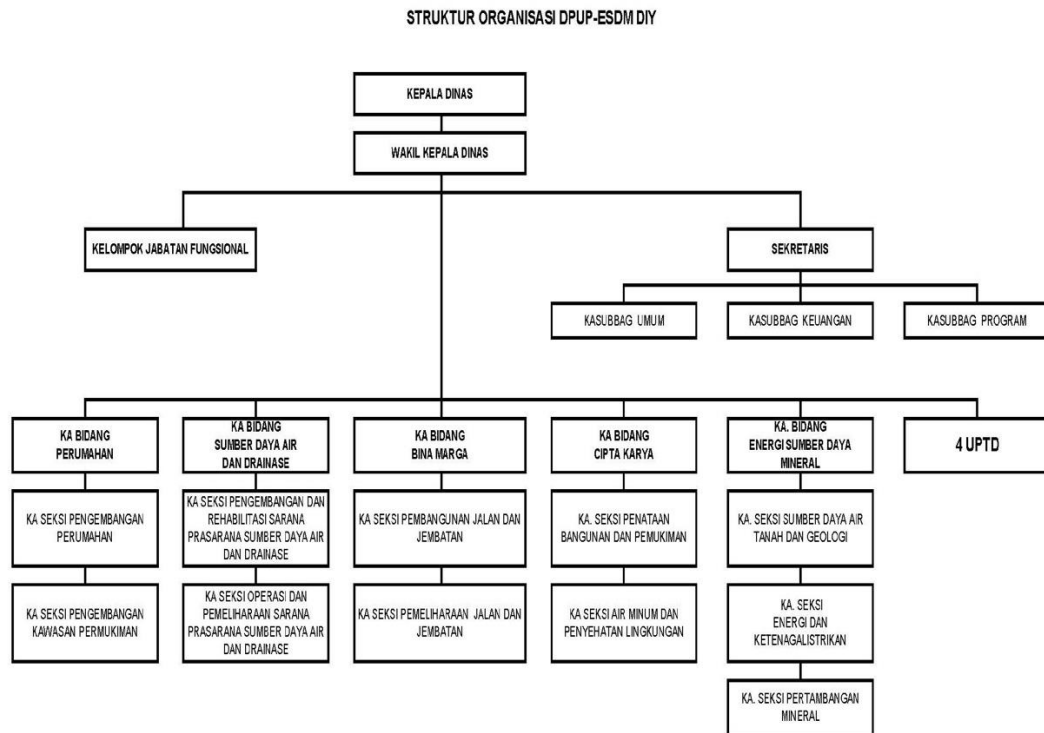 STRUKTUR ORGANISASI DPUP-ESDM DIY
KEPALA DINAS
WAKIL KEPALA DINAS
KELOMPOK JABATAN FUNGSIONAL
SEKRETARIS
KASUBBAG UMUM
KASUBBAG KEUANGAN
KASUBBAG PROGRAM
KA BIDANG
PERUMAHAN
KA SEKSI PENGEMBANGAN
PERUMAHAN
KA SEKSI PENGEMBANGAN
KAWASAN PERMUKIMAN
KA BIDANG
SUMBER DAYA AIR
DAN DRAINASE
KA SEKSI PENGEMBANGAN DAN
REHABILITASI SARANA
PRASARANA SUMBER DAYA AIR
DAN DRAINASE
KA SEKSI OPERASI DAN
PEMELIHARAAN SARANA
PRASARANA SUMBER DAYA AIR
DAN DRAINASE
KA BIDANG
BINA MARGA
KA SEKSI PEMBANGUNAN JALAN DAN
JEMBATAN
KA SEKSI PEMELIHARAAN JALAN DAN
JEMBATAN
KA BIDANG
CIPTA KARYA
KA. SEKSI PENATAAN
BANGUNAN DAN PEMUKIMAN
KA SEKSI AIR MINUM DAN
PENYEHATAN LINGKUNGAN
KA. BIDANG
ENERGI SUMBER DAYA
MINERAL
KA. SEKSI SUMBER DAYA AIR
TANAH DAN GEOLOGI
KA. SEKSI
ENERGI DAN
KETENAGALISTRIKAN
KA. SEKSI PERTAMBANGAN
MINERAL
4 UPTD